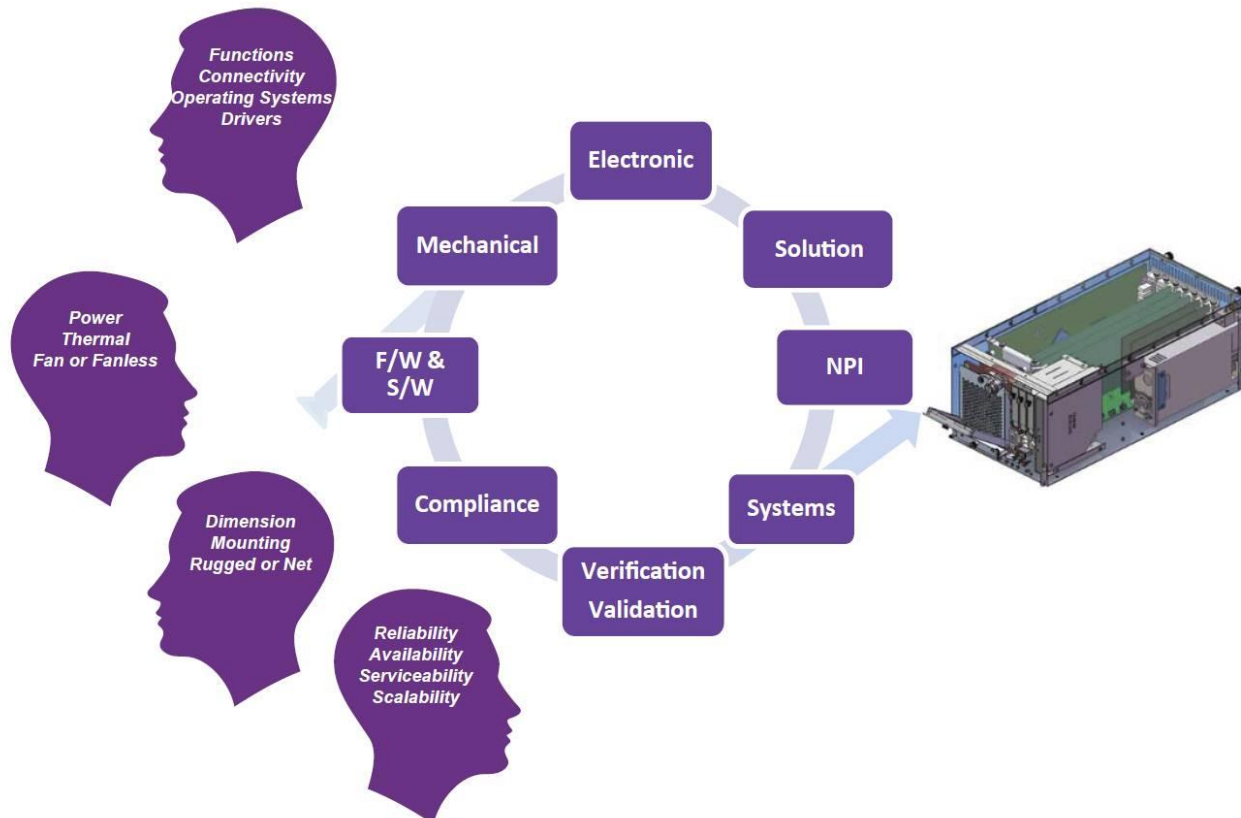 Functions
Connectivity
Operating Systems
Drivers
Power
Thermal
Fan or Fanless
Dimension
Mounting
Rugged or Net
Reliability
Availability
Serviceability
Scalability
Electronic
Solution
NPI
Systems
Verification
Validation
Compliance
F/W &
S/W
Mechanical